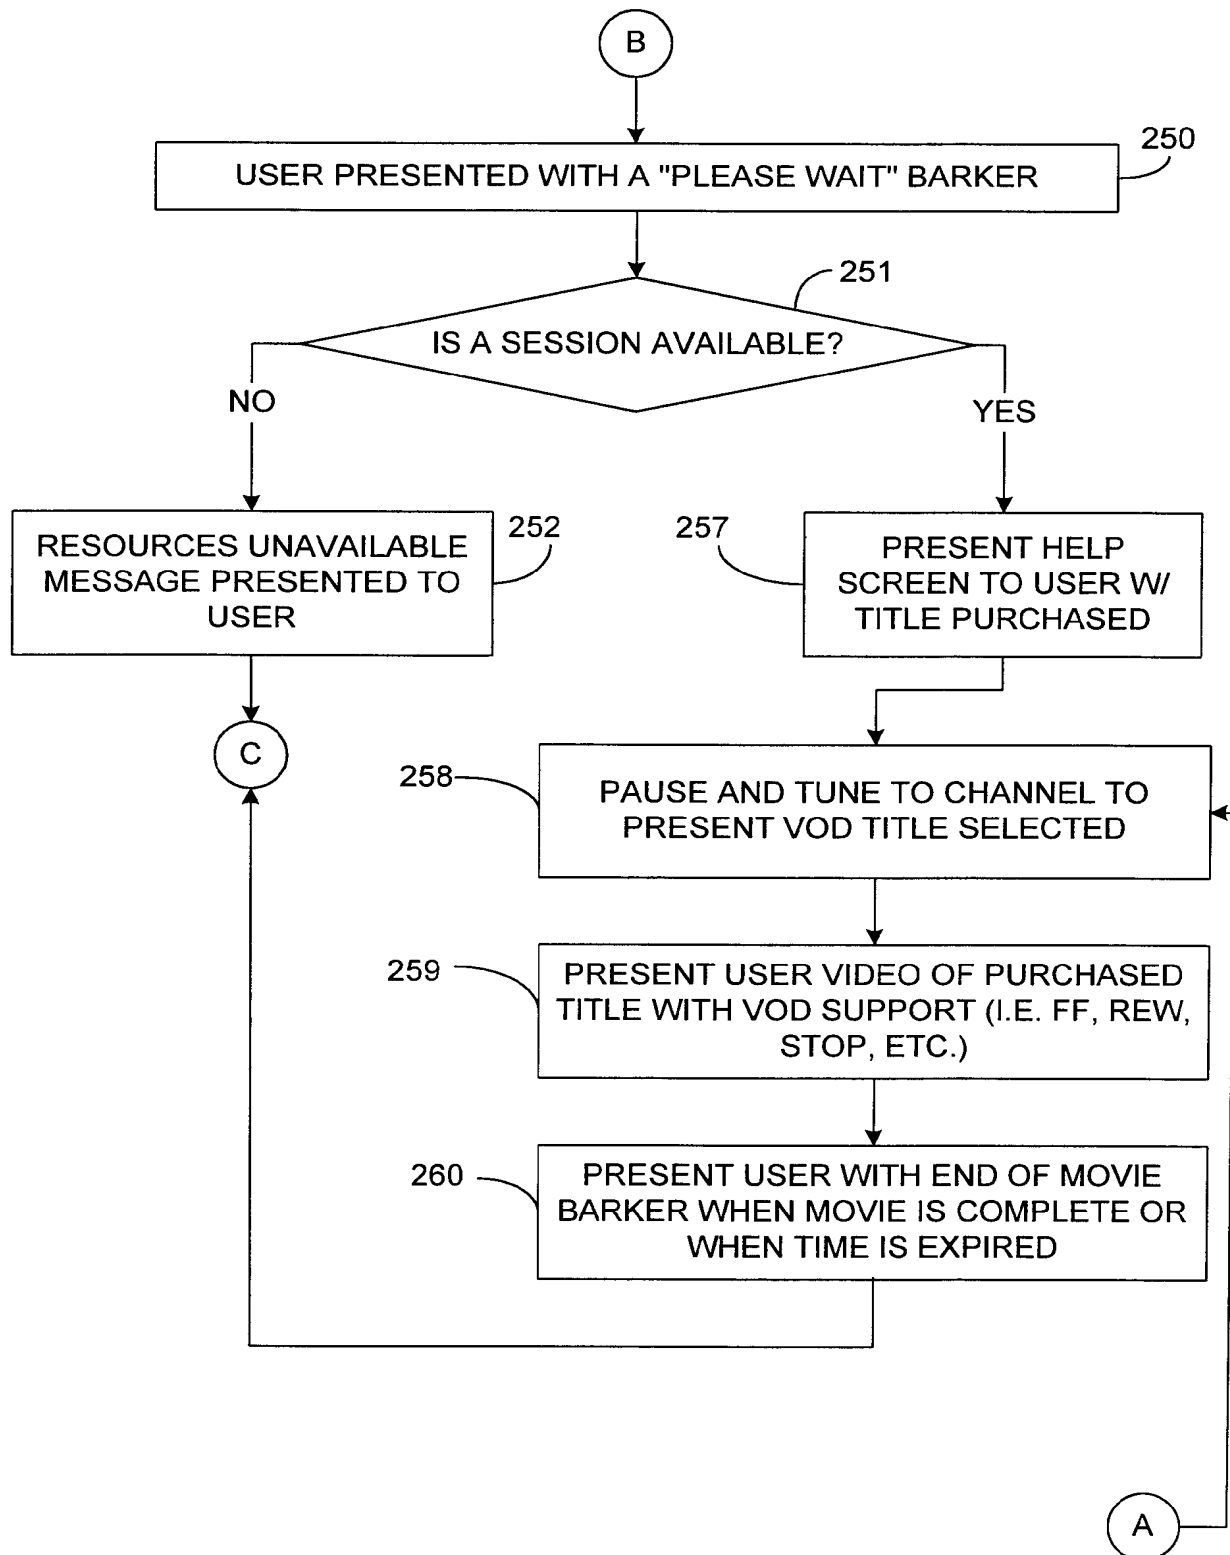 B
USER PRESENTED WITH A "PLEASE WAIT" BARKER
250
251
IS A SESSION AVAILABLE?
NO
YES
RESOURCES UNAVAILABLE
MESSAGE PRESENTED TO
USER
252
257
PRESENT HELP
SCREEN TO USER W/
TITLE PURCHASED
C
258
PAUSE AND TUNE TO CHANNEL TO
PRESENT VOD TITLE SELECTED
259
PRESENT USER VIDEO OF PURCHASED
TITLE WITH VOD SUPPORT (I.E. FF, REW,
STOP, ETC.)
260
PRESENT USER WITH END OF MOVIE
BARKER WHEN MOVIE IS COMPLETE OR
WHEN TIME IS EXPIRED
A